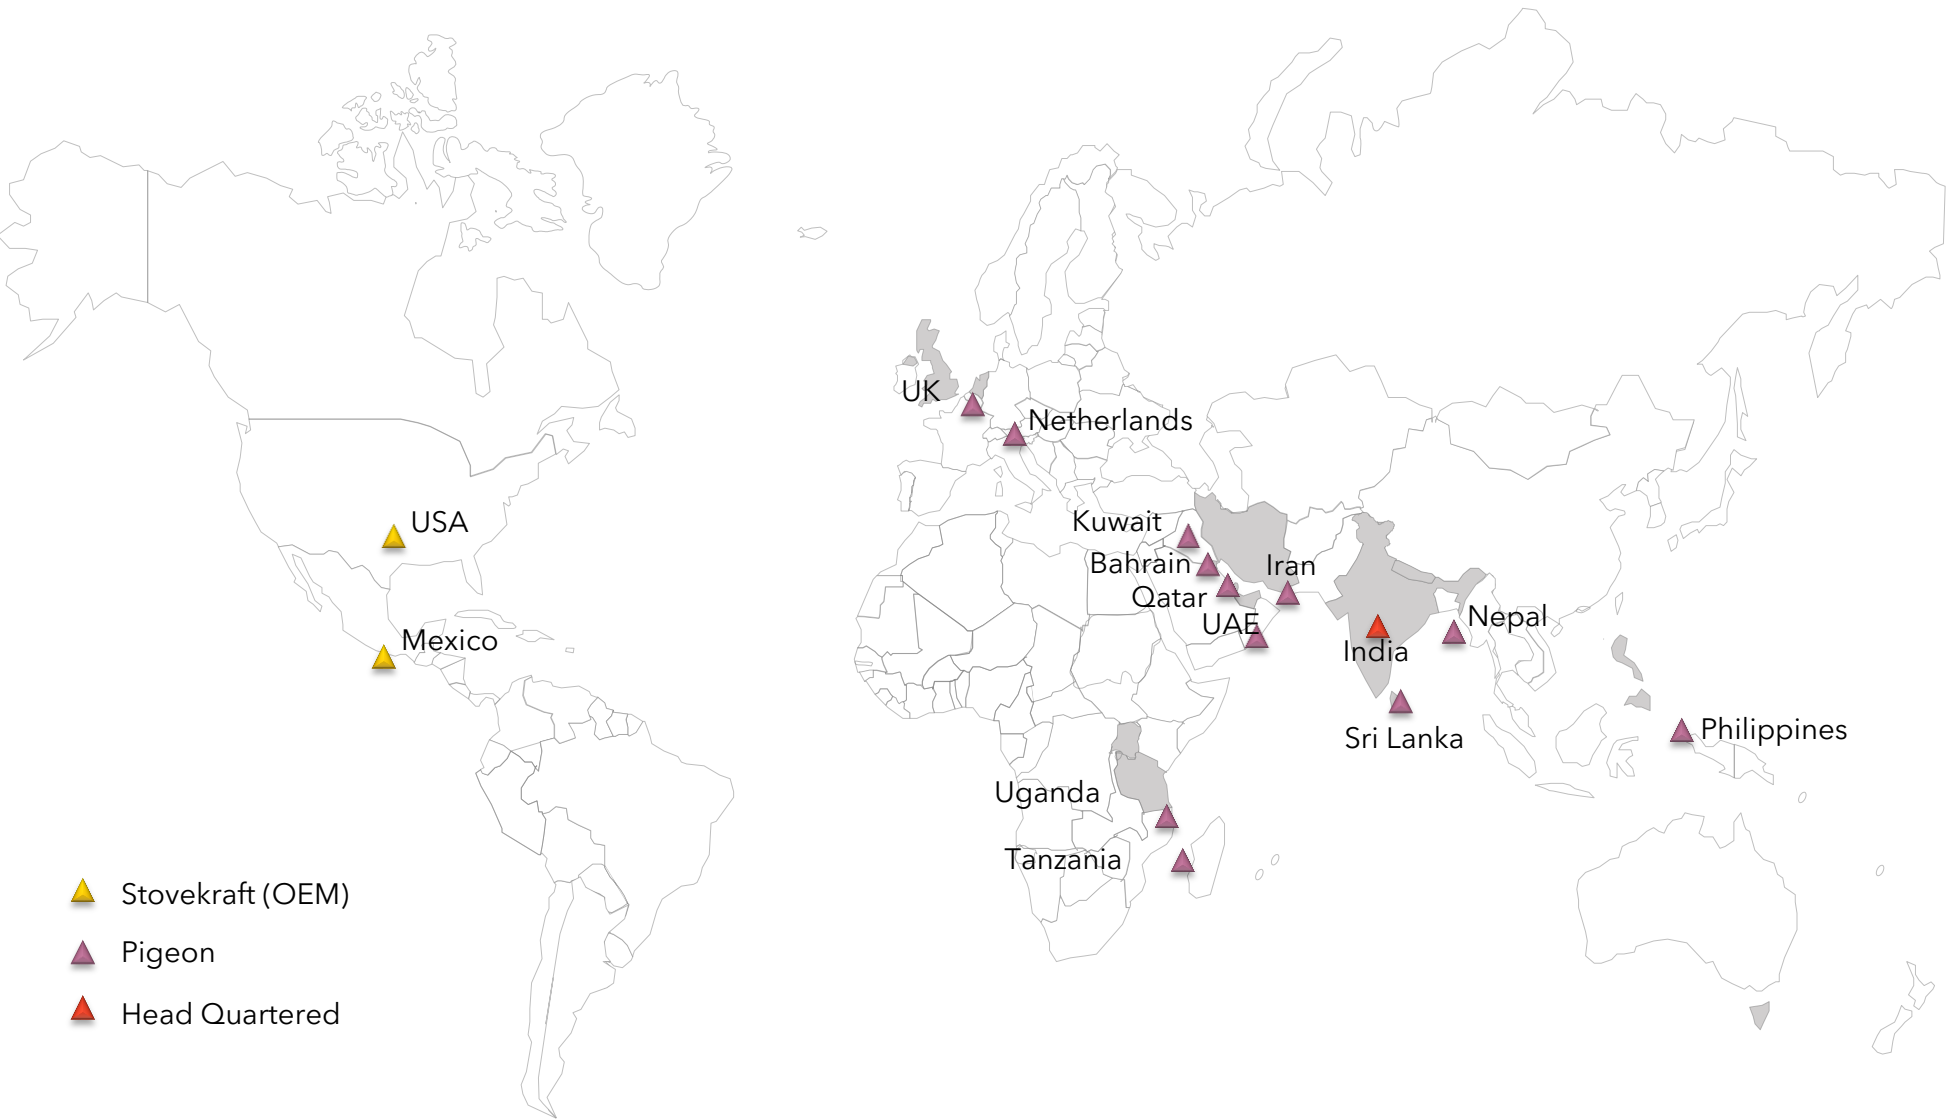 UK
Netherlands
USA
Kuwait
Bahrain
Iran
Qatar
UAE
Nepal
Mexico
India
Sri Lanka
Philippines
Uganda
Tanzania
Stovekraft (OEM)
Pigeon
Head Quartered